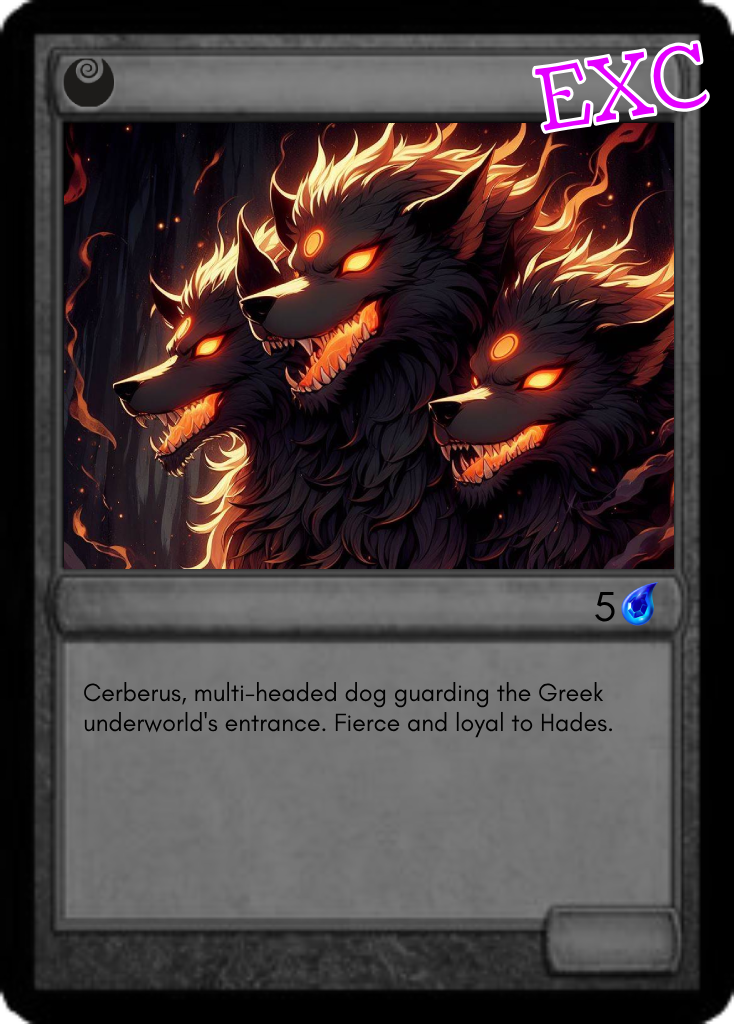 EXC
5
Cerberus, multi-headed dog guarding the Greek
underworld's entrance. Fierce and loyal to Hades.